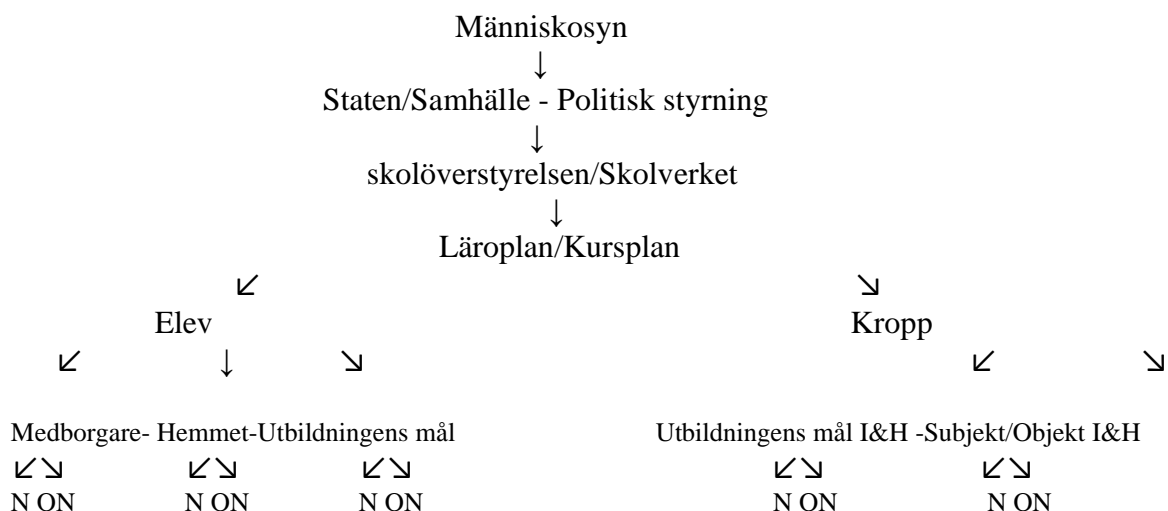 Människosyn
↓
Staten/Samhälle - Politisk styrning
↓
skolöverstyrelsen/Skolverket
↓
Läroplan/Kursplan
↙ ↘
Elev Kropp
↙ ↓ ↘ ↙ ↘
Medborgare- Hemmet-Utbildningens mål Utbildningens mål I&H -Subjekt/Objekt I&H
↙↘ ↙↘ ↙↘ ↙↘ ↙↘
N ON N ON N ON N ON N ON